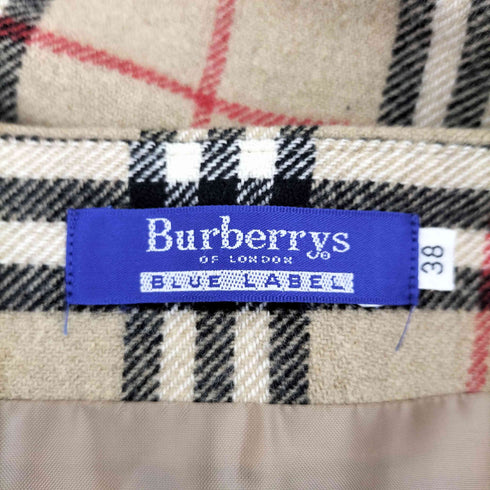 Burberrys
OF LONDON
BLUE LABEL
38